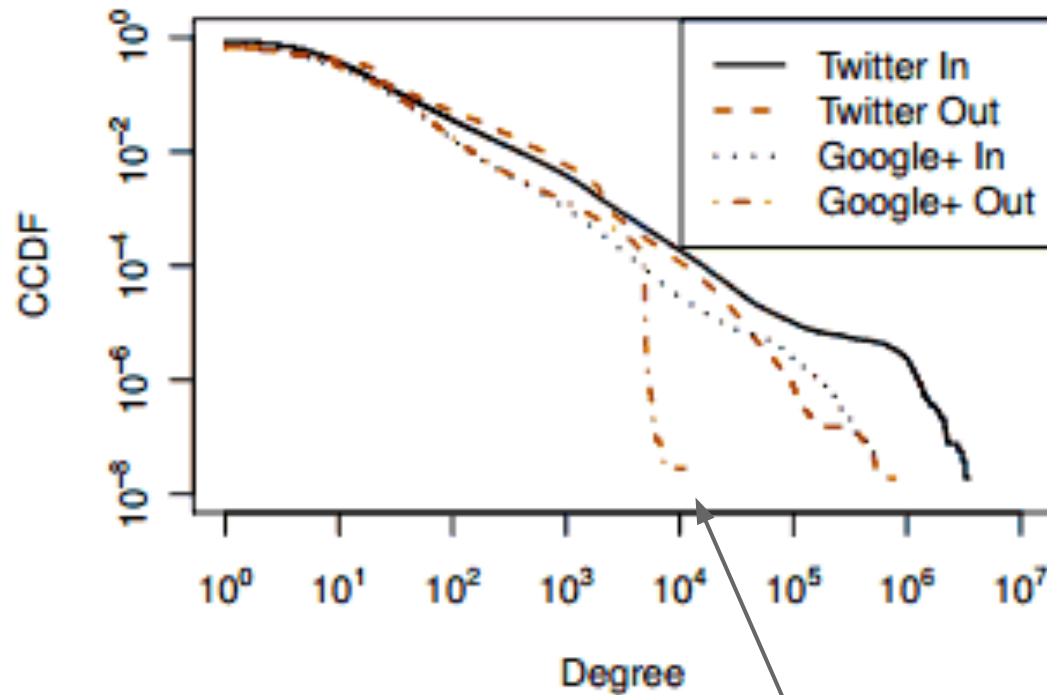 10⁰
10⁻²
10⁻⁴
10⁻⁶
10⁻⁸
CCDF
Twitter In
Twitter Out
Google+ In
Google+ Out
10⁰ 10¹ 10² 10³ 10⁴ 10⁵ 10⁶ 10⁷
Degree